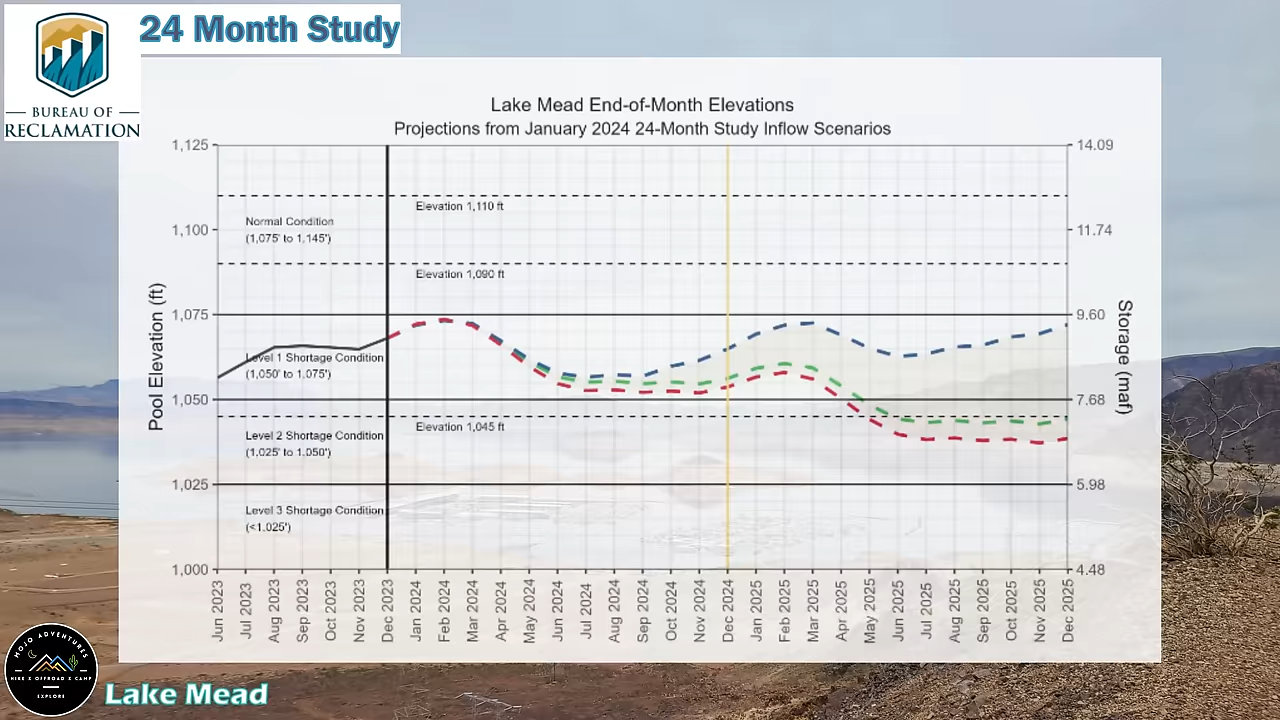 24 Month Study
BUREAU OF
RECLAMATION
Lake Mead End-of-Month Elevations
Projections from January 2024 24-Month Study Inflow Scenarios
1,125
14.09
Elevation 1,110 ft
Normal Condition
(1,075' to 1,145')
1,100
11.74
Elevation 1,090 ft
1,075
9.60
Level 1 Shortage Condition
(1,050' to 1,075')
Pool Elevation (ft)
Storage (maf)
1,050
7.68
Elevation 1,045 ft
Level 2 Shortage Condition
(1,025' to 1,050')
1,025
5.98
Level 3 Shortage Condition
(<1,025')
1,000
4.48
Jun 2023
Jul 2023
Aug 2023
Sep 2023
Oct 2023
Nov 2023
Dec 2023
Jan 2024
Feb 2024
Mar 2024
Apr 2024
May 2024
Jun 2024
Jul 2024
Aug 2024
Sep 2024
Oct 2024
Nov 2024
Dec 2024
Jan 2025
Feb 2025
Mar 2025
Apr 2025
May 2025
Jun 2025
Jul 2025
Aug 2025
Sep 2025
Oct 2025
Nov 2025
Dec 2025
MOJO ADVENTURES
HIKE X OFFROAD X CAMP
EXPLORE
Lake Mead